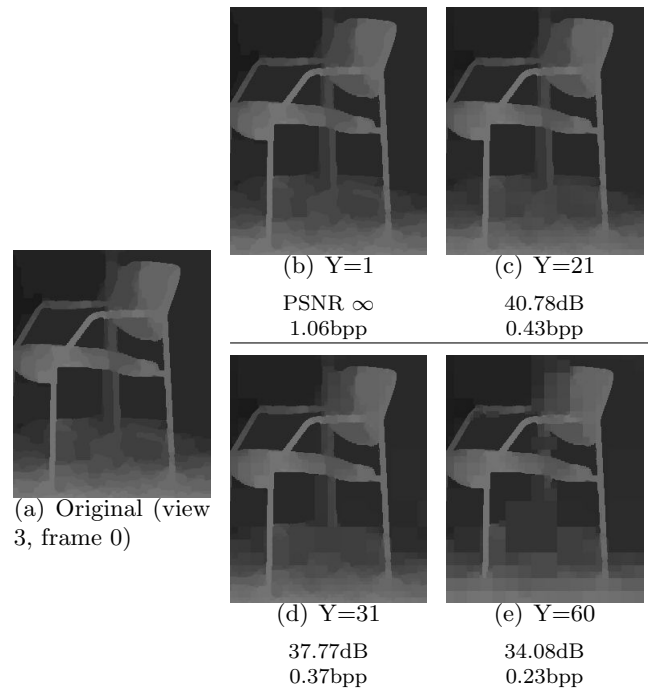 (b) Y=1
PSNR ∞
1.06bpp
(c) Y=21
40.78dB
0.43bpp
(a) Original (view
3, frame 0)
(d) Y=31
37.77dB
0.37bpp
(e) Y=60
34.08dB
0.23bpp